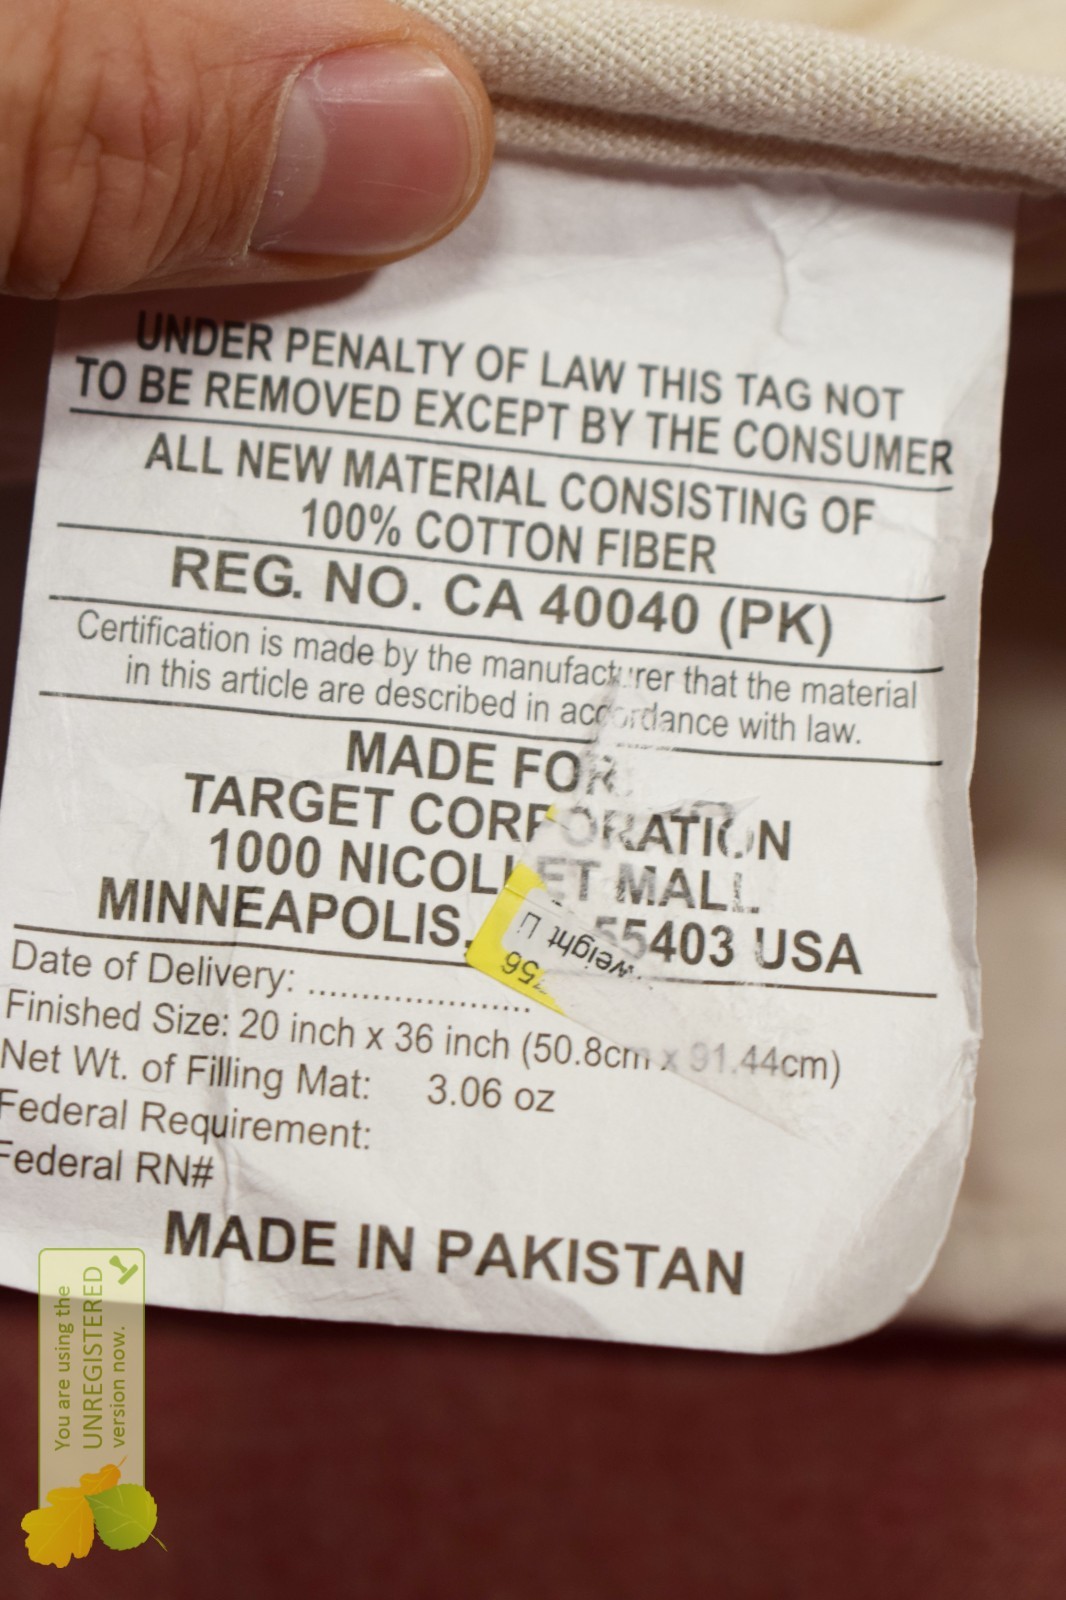 UNDER PENALTY OF LAW THIS TAG NOT
TO BE REMOVED EXCEPT BY THE CONSUMER
ALL NEW MATERIAL CONSISTING OF
100% COTTON FIBER
REG. NO. CA 40040 (PK)
Certification is made by the manufacturer that the material
in this article are described in accordance with law.
MADE FOR
TARGET CORPORATION
1000 NICOLLET MALL
MINNEAPOLIS, 55403 USA
weight Li
56
Date of Delivery: ......................
Finished Size: 20 inch x 36 inch (50.8cm x 91.44cm)
Net Wt. of Filling Mat: 3.06 oz
Federal Requirement:
Federal RN#
MADE IN PAKISTAN
You are using the
UNREGISTERED
version now.